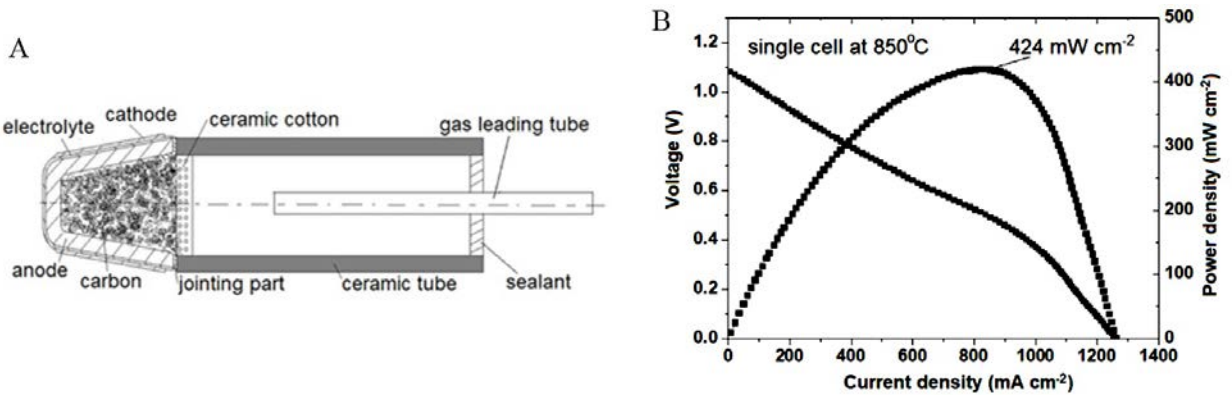 A
cathode
electrolyte
ceramic cotton
gas leading tube
anode
carbon
jointing part
ceramic tube
sealant
B
single cell at 850°C
424 mW cm⁻²
Voltage (V)
1.2
1.0
0.8
0.6
0.4
0.2
0.0
500
400
300
200
100
0
Power density (mW cm⁻²)
0 200 400 600 800 1000 1200 1400
Current density (mA cm⁻²)